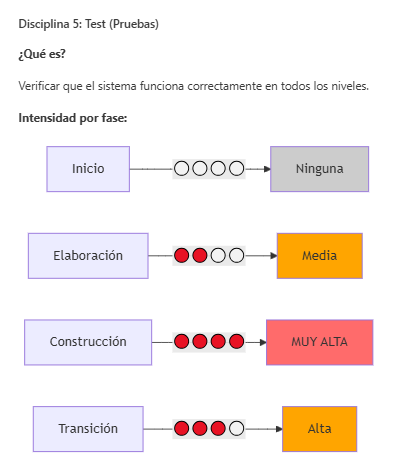 Disciplina 5: Test (Pruebas)
¿Qué es?
Verificar que el sistema funciona correctamente en todos los niveles.
Intensidad por fase:
Inicio Ninguna
Elaboración Media
Construcción MUY ALTA
Transición Alta